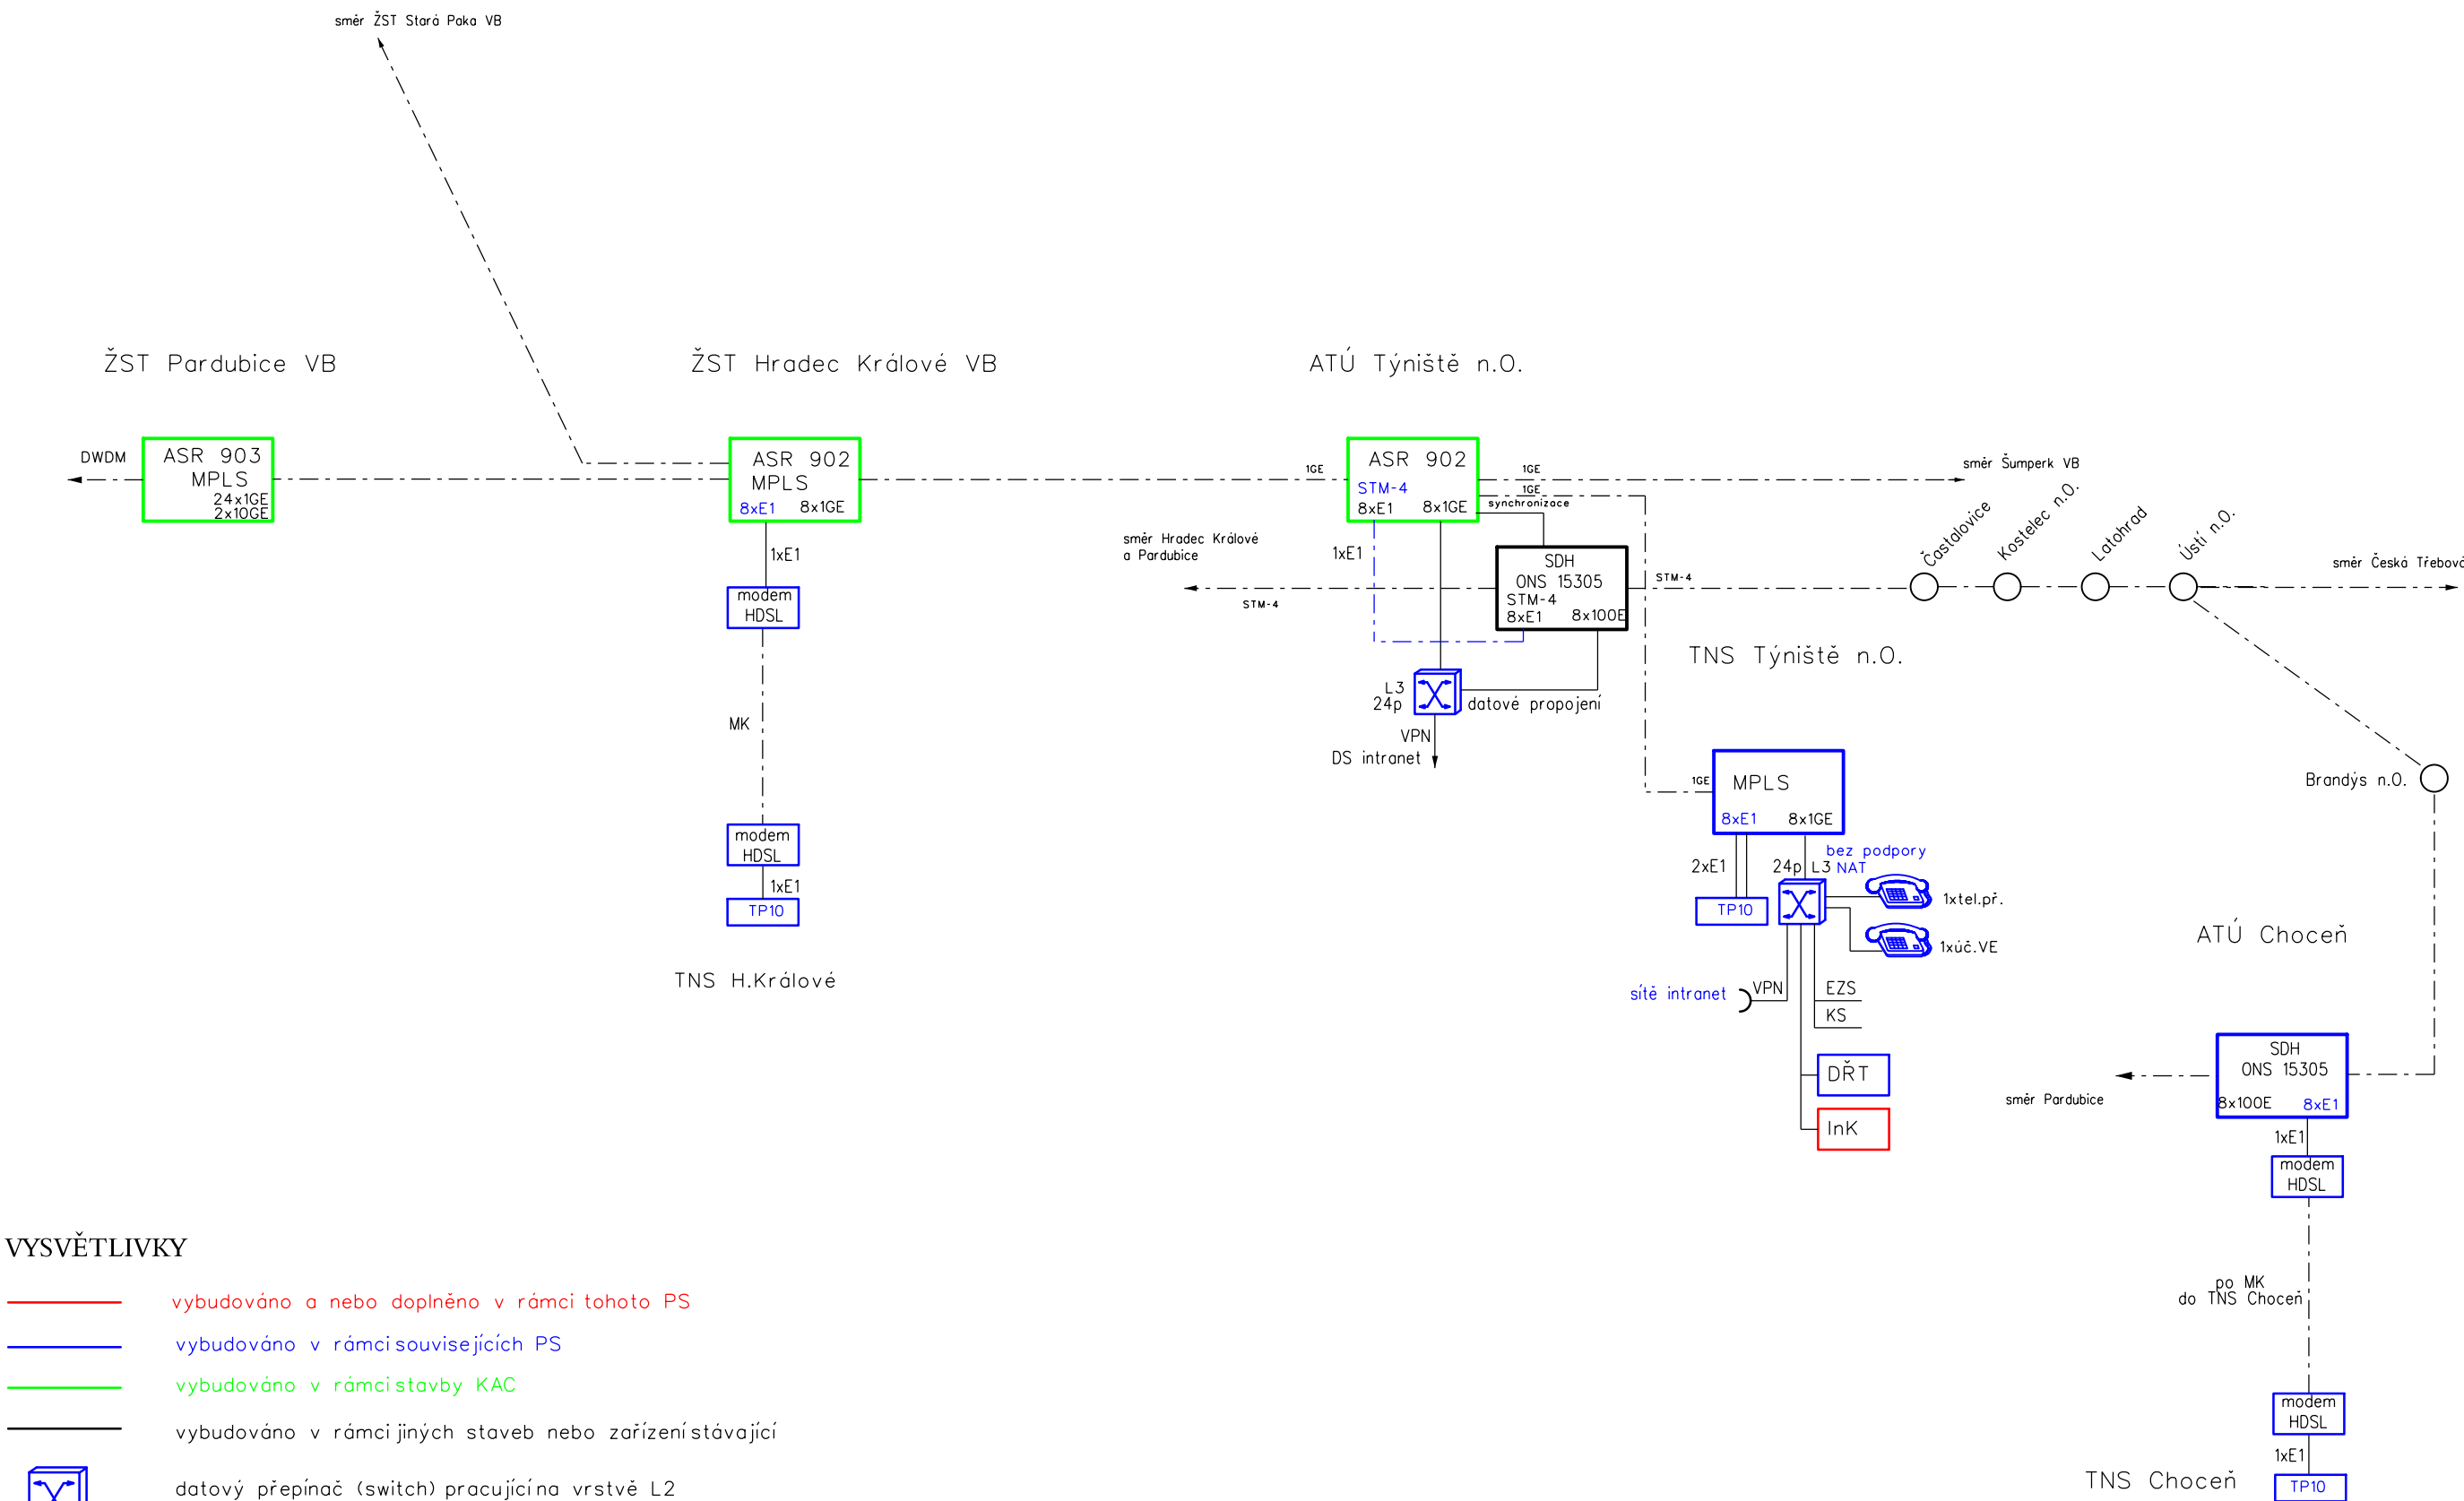 směr ŽST Stará Paka VB
ŽST Pardubice VB
ŽST Hradec Králové VB
ATÚ Týniště n.O.
DWDM
ASR 903
MPLS
24x1GE
2x10GE
ASR 902
MPLS
8xE1
8x1GE
1GE
ASR 902
STM-4
8xE1
8x1GE
1GE
1GE
synchronizace
směr Šumperk VB
Častalovice
Kostelec n.O.
Latohrad
Ústí n.O.
směr Česká Třebová
směr Hradec Králové
a Pardubice
STM-4
1xE1
SDH
ONS 15305
STM-4
8xE1
8x100E
STM-4
1xE1
modem
HDSL
TNS Týniště n.O.
L3
24p
datové propojení
VPN
DS intranet
MK
1GE
MPLS
8xE1
8x1GE
Brandýs n.O.
modem
HDSL
1xE1
TP10
TNS H.Králové
2xE1
24p L3
bez podpory
NAT
TP10
1xtel.př.
1xúč.VE
ATÚ Choceň
sítě intranet
VPN
EZS
KS
DŘT
InK
SDH
ONS 15305
8x100E
8xE1
směr Pardubice
1xE1
modem
HDSL
po MK
do TNS Choceň
modem
HDSL
1xE1
TNS Choceň
TP10
VYSVĚTLIVKY
vybudováno a nebo doplněno v rámci tohoto PS
vybudováno v rámci souvisejících PS
vybudováno v rámci stavby KAC
vybudováno v rámci jiných staveb nebo zařízení stávající
datový přepínač (switch) pracující na vrstvě L2